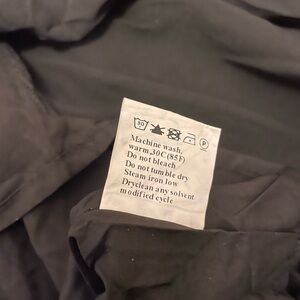 30 P
Machine wash,
warm,30C (85F)
Do not bleach
Do not tumble dry
Steam iron low
Dryclean any solvent
modified cycle